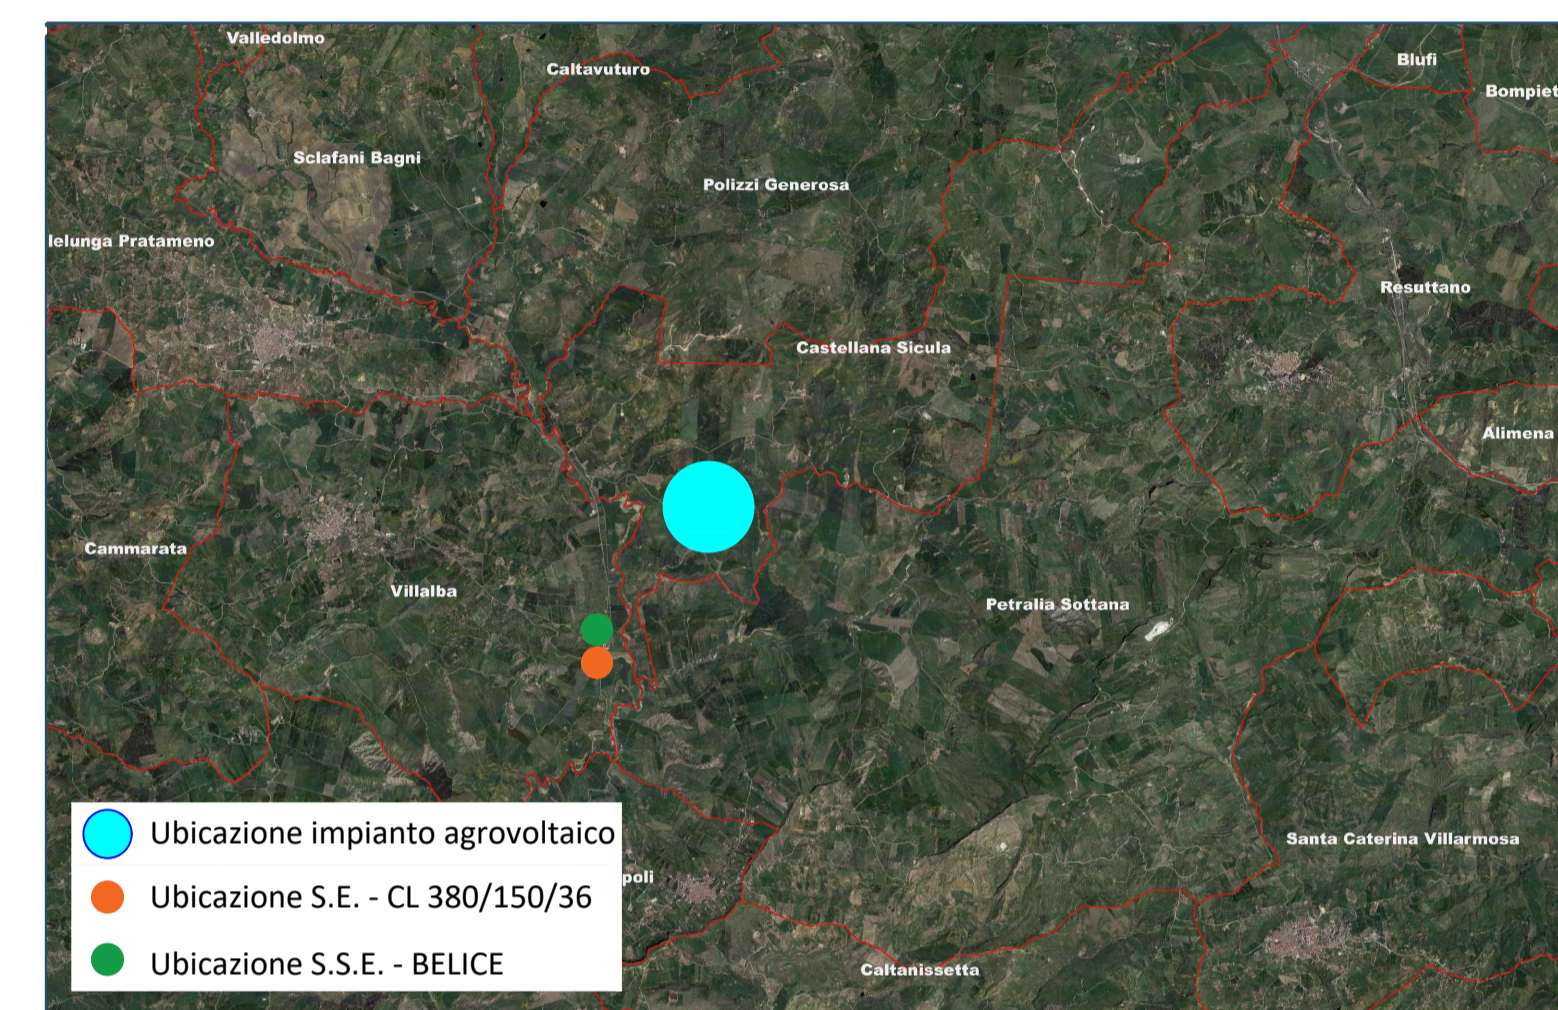 Valledolmo
Caltavuturo
Blufi
Bompiet
Sclafani Bagni
Polizzi Generosa
lelunga Pratameno
Resuttano
Castellana Sicula
Alimena
Cammarata
Villalba
Petralia Sottana
Santa Caterina Villarmosa
poli
Caltanissetta
Ubicazione impianto agrovoltaico
Ubicazione S.E. - CL 380/150/36
Ubicazione S.S.E. - BELICE